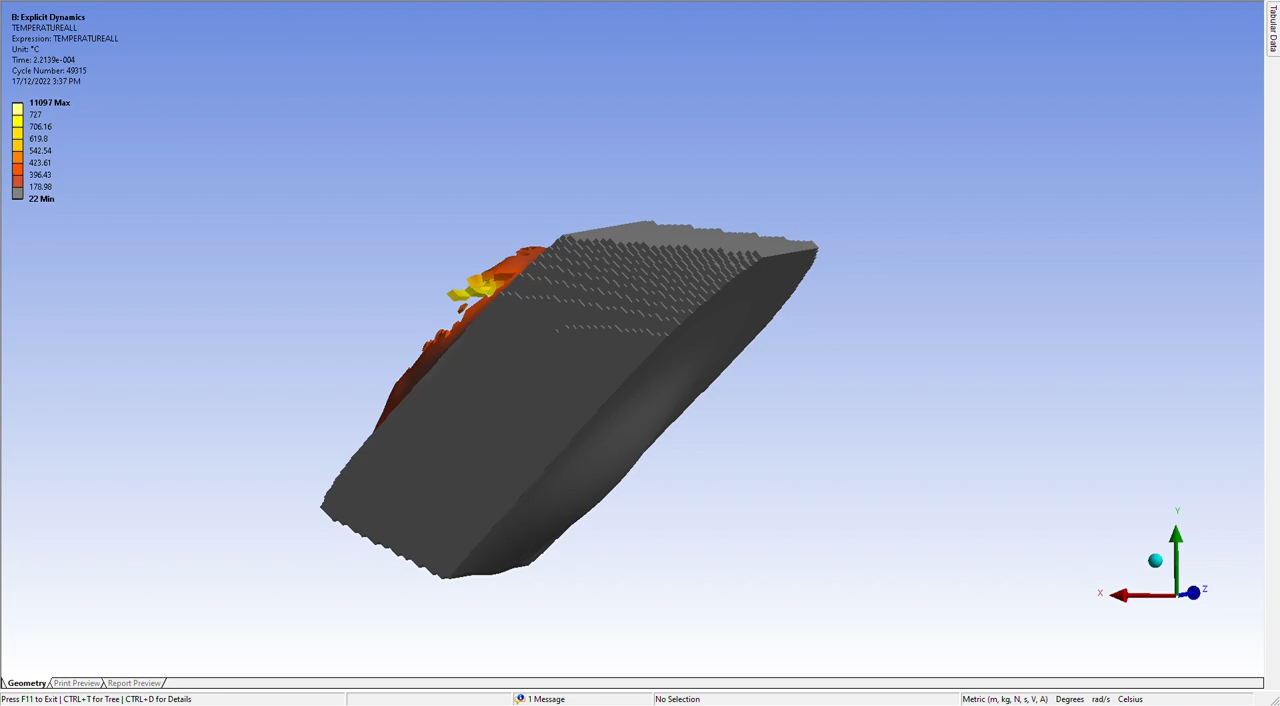 B: Explicit Dynamics
TEMPERATUREALL
Expression: TEMPERATUREALL
Unit: °C
Time: 2.2139e-004
Cycle Number: 49315
17/12/2022 3:37 PM
11097 Max
727
706.16
619.8
542.54
423.61
396.43
178.98
22 Min
Tabular Data
Y
X
Z
Geometry Print Preview Report Preview
Press F11 to Exit | CTRL+T for Tree | CTRL+D for Details 1 Message No Selection Metric (m, kg, N, s, V, A) Degrees rad/s Celsius